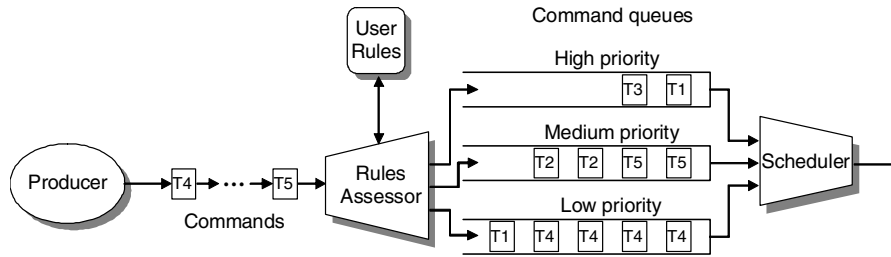 Command queues
User
Rules
High priority
T3 T1
Medium priority
Producer
T4 ... T5
Commands
Rules
Assessor
T2 T2 T5 T5
Scheduler
Low priority
T1 T4 T4 T4 T4